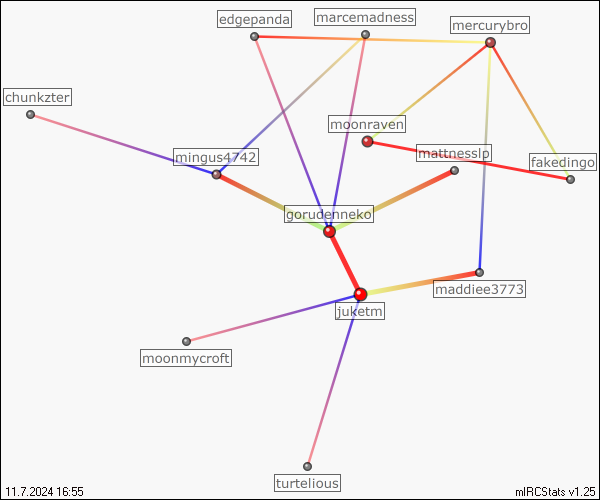 edgepanda
marcemadness
mercurybro
chunkzter
moonraven
mingus4742
mattnesslp
fakedingo
gorudenneko
maddiee3773
juketm
moonmycroft
turtelious
11.7.2024 16:55
mIRCStats v1.25